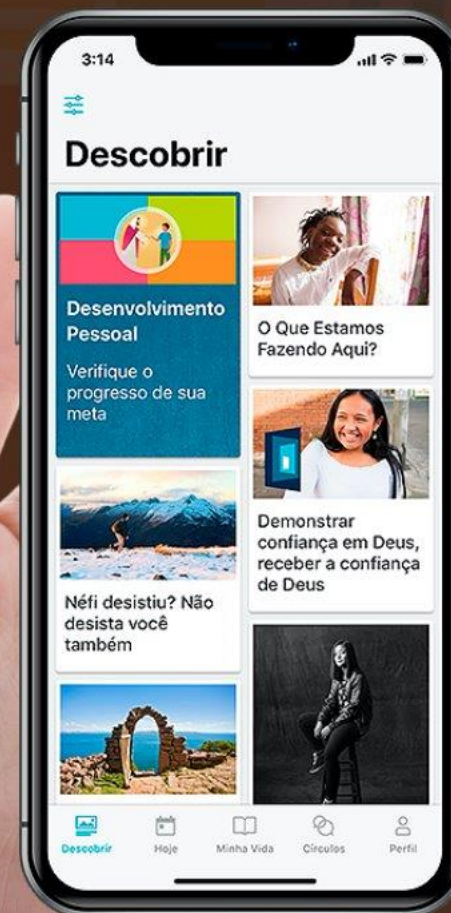 3:14
Descobrir
Desenvolvimento
Pessoal
Verifique o
progresso de sua
meta
Néfi desistiu? Não
desista você
também
O Que Estamos
Fazendo Aqui?
Demonstrar
confiança em Deus,
receber a confiança
de Deus
Descobrir
Hoje
Minha Vida
Círculos
Perfil